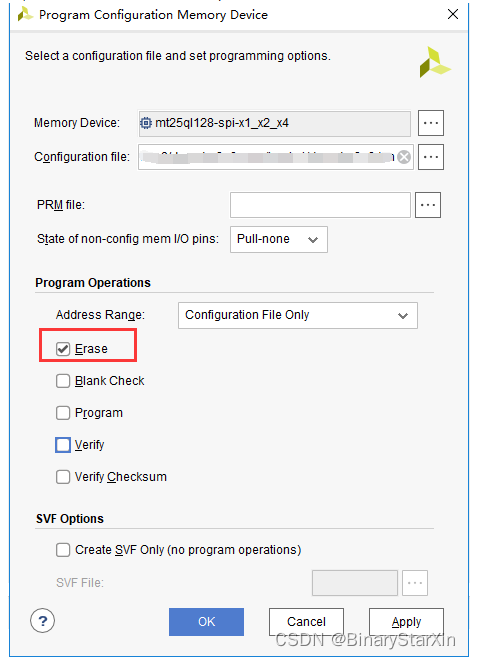 Program Configuration Memory Device
Select a configuration file and set programming options.
Memory Device: mt25ql128-spi-x1_x2_x4 ...
Configuration file: ...
PRM file: ...
State of non-config mem I/O pins: Pull-none
Program Operations
Address Range: Configuration File Only
Erase
Blank Check
Program
Verify
Verify Checksum
SVF Options
Create SVF Only (no program operations)
SVF File: ...
? OK Cancel Apply
CSDN @BinaryStarXin